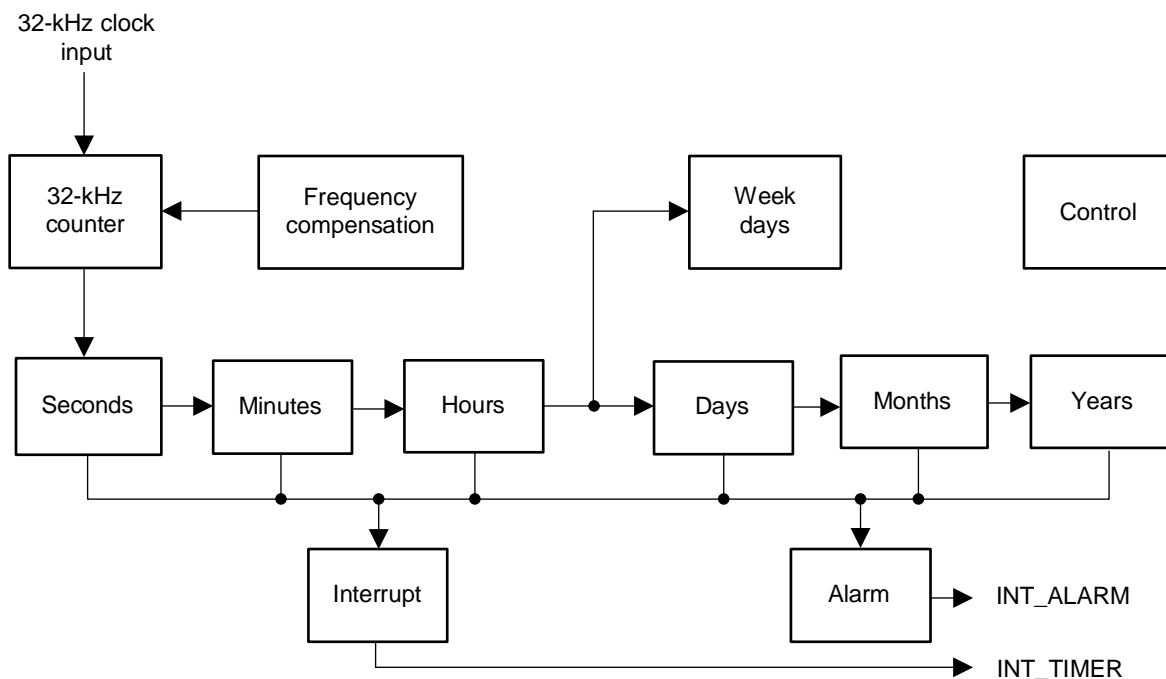 32-kHz clock
input
32-kHz
counter
Frequency
compensation
Week
days
Control
Seconds
Minutes
Hours
Days
Months
Years
Interrupt
Alarm
INT_ALARM
INT_TIMER